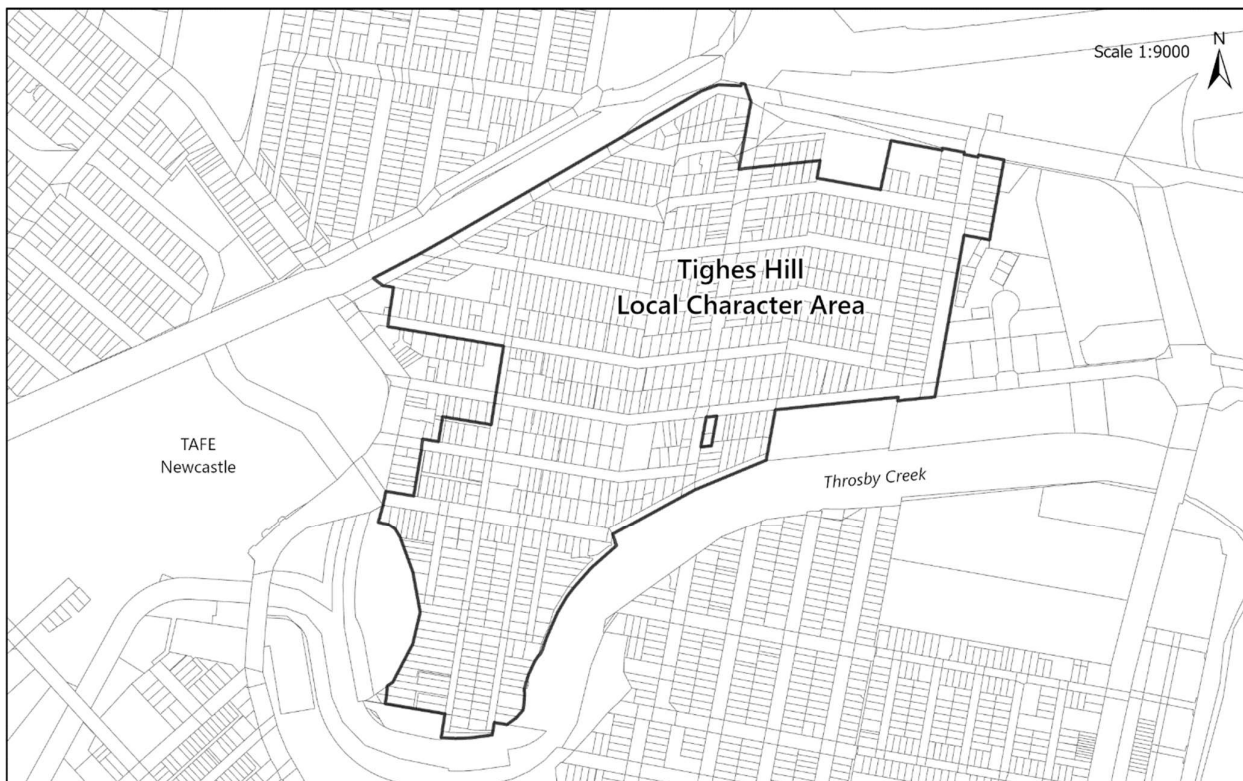 N
Scale 1:9000
Tighes Hill
Local Character Area
TAFE
Newcastle
Throsby Creek